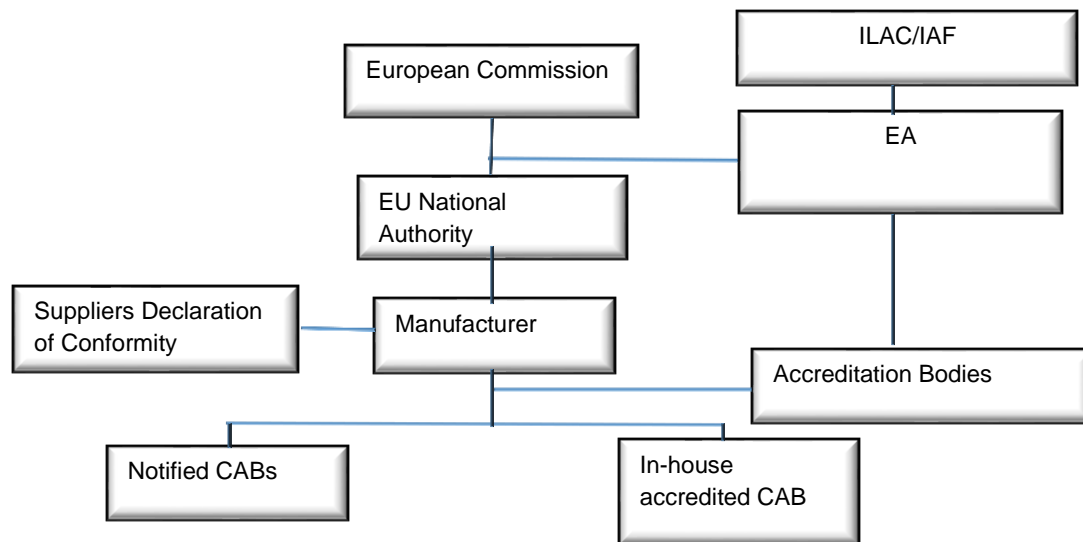 ILAC/IAF
European Commission
EA
EU National
Authority
Suppliers Declaration
of Conformity
Manufacturer
Accreditation Bodies
Notified CABs
In-house
accredited CAB